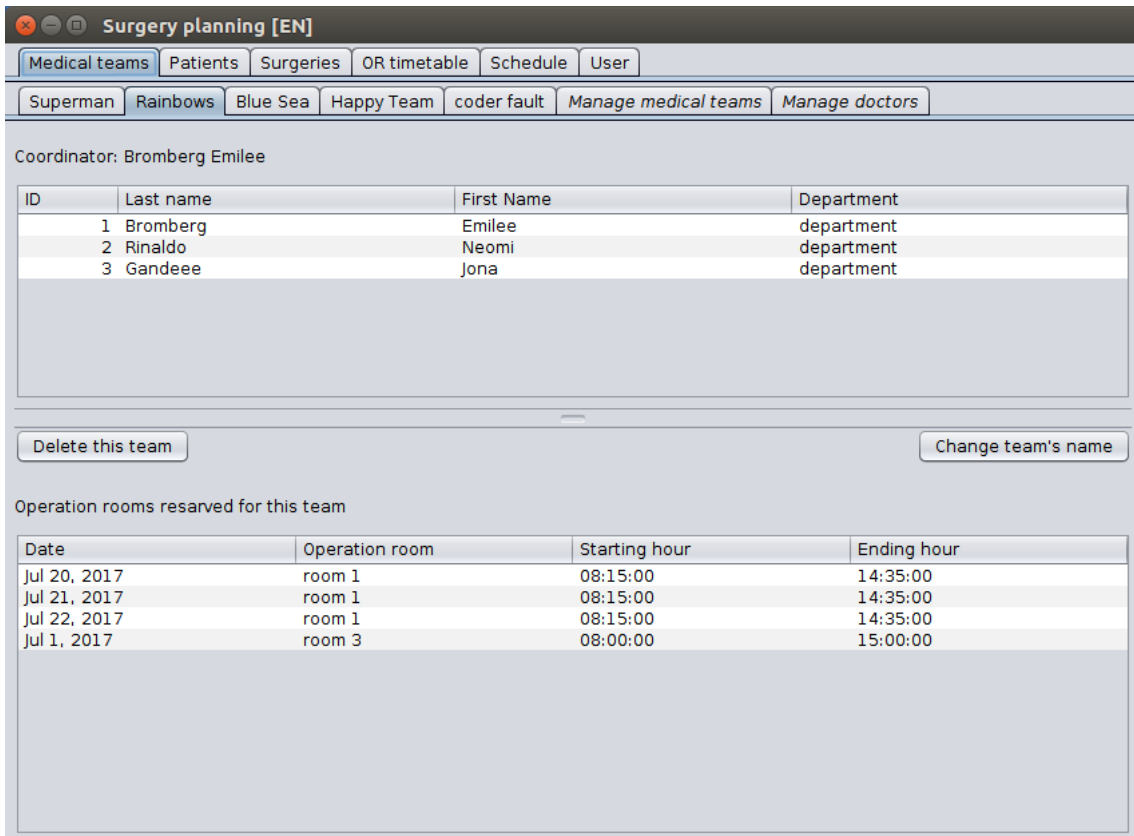 Surgery planning [EN]
Medical teams Patients Surgeries OR timetable Schedule User
Superman Rainbows Blue Sea Happy Team coder fault Manage medical teams Manage doctors
Coordinator: Bromberg Emilee
ID Last name First Name Department
1 Bromberg Emilee department
2 Rinaldo Neomi department
3 Gandeee Jona department
Delete this team Change team's name
Operation rooms resarved for this team
Date Operation room Starting hour Ending hour
Jul 20, 2017 room 1 08:15:00 14:35:00
Jul 21, 2017 room 1 08:15:00 14:35:00
Jul 22, 2017 room 1 08:15:00 14:35:00
Jul 1, 2017 room 3 08:00:00 15:00:00